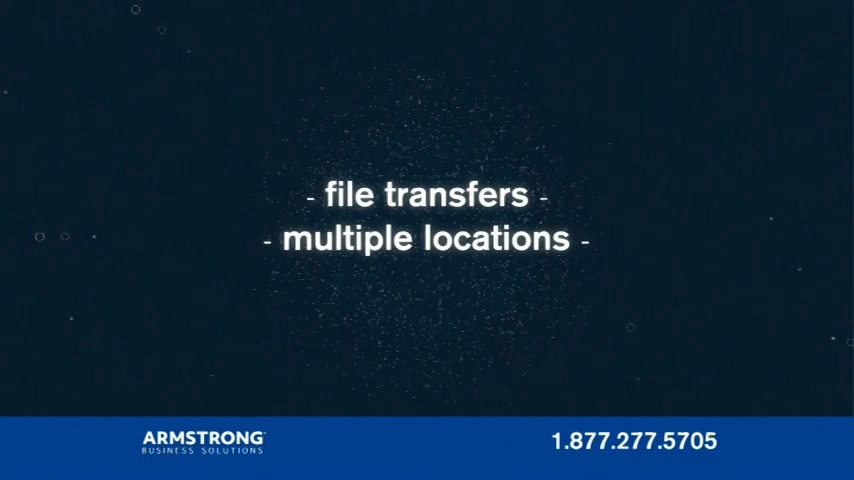 - file transfers -
- multiple locations -
ARMSTRONG
BUSINESS SOLUTIONS
1.877.277.5705